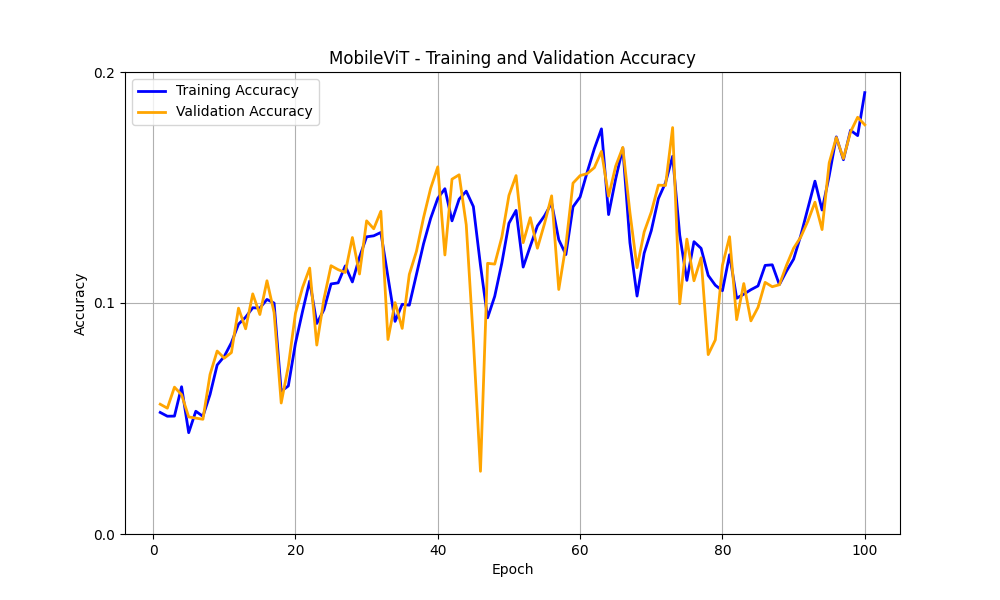 MobileViT - Training and Validation Accuracy
Training Accuracy
Validation Accuracy
0.2
0.1
0.0
Accuracy
0
20
40
60
80
100
Epoch